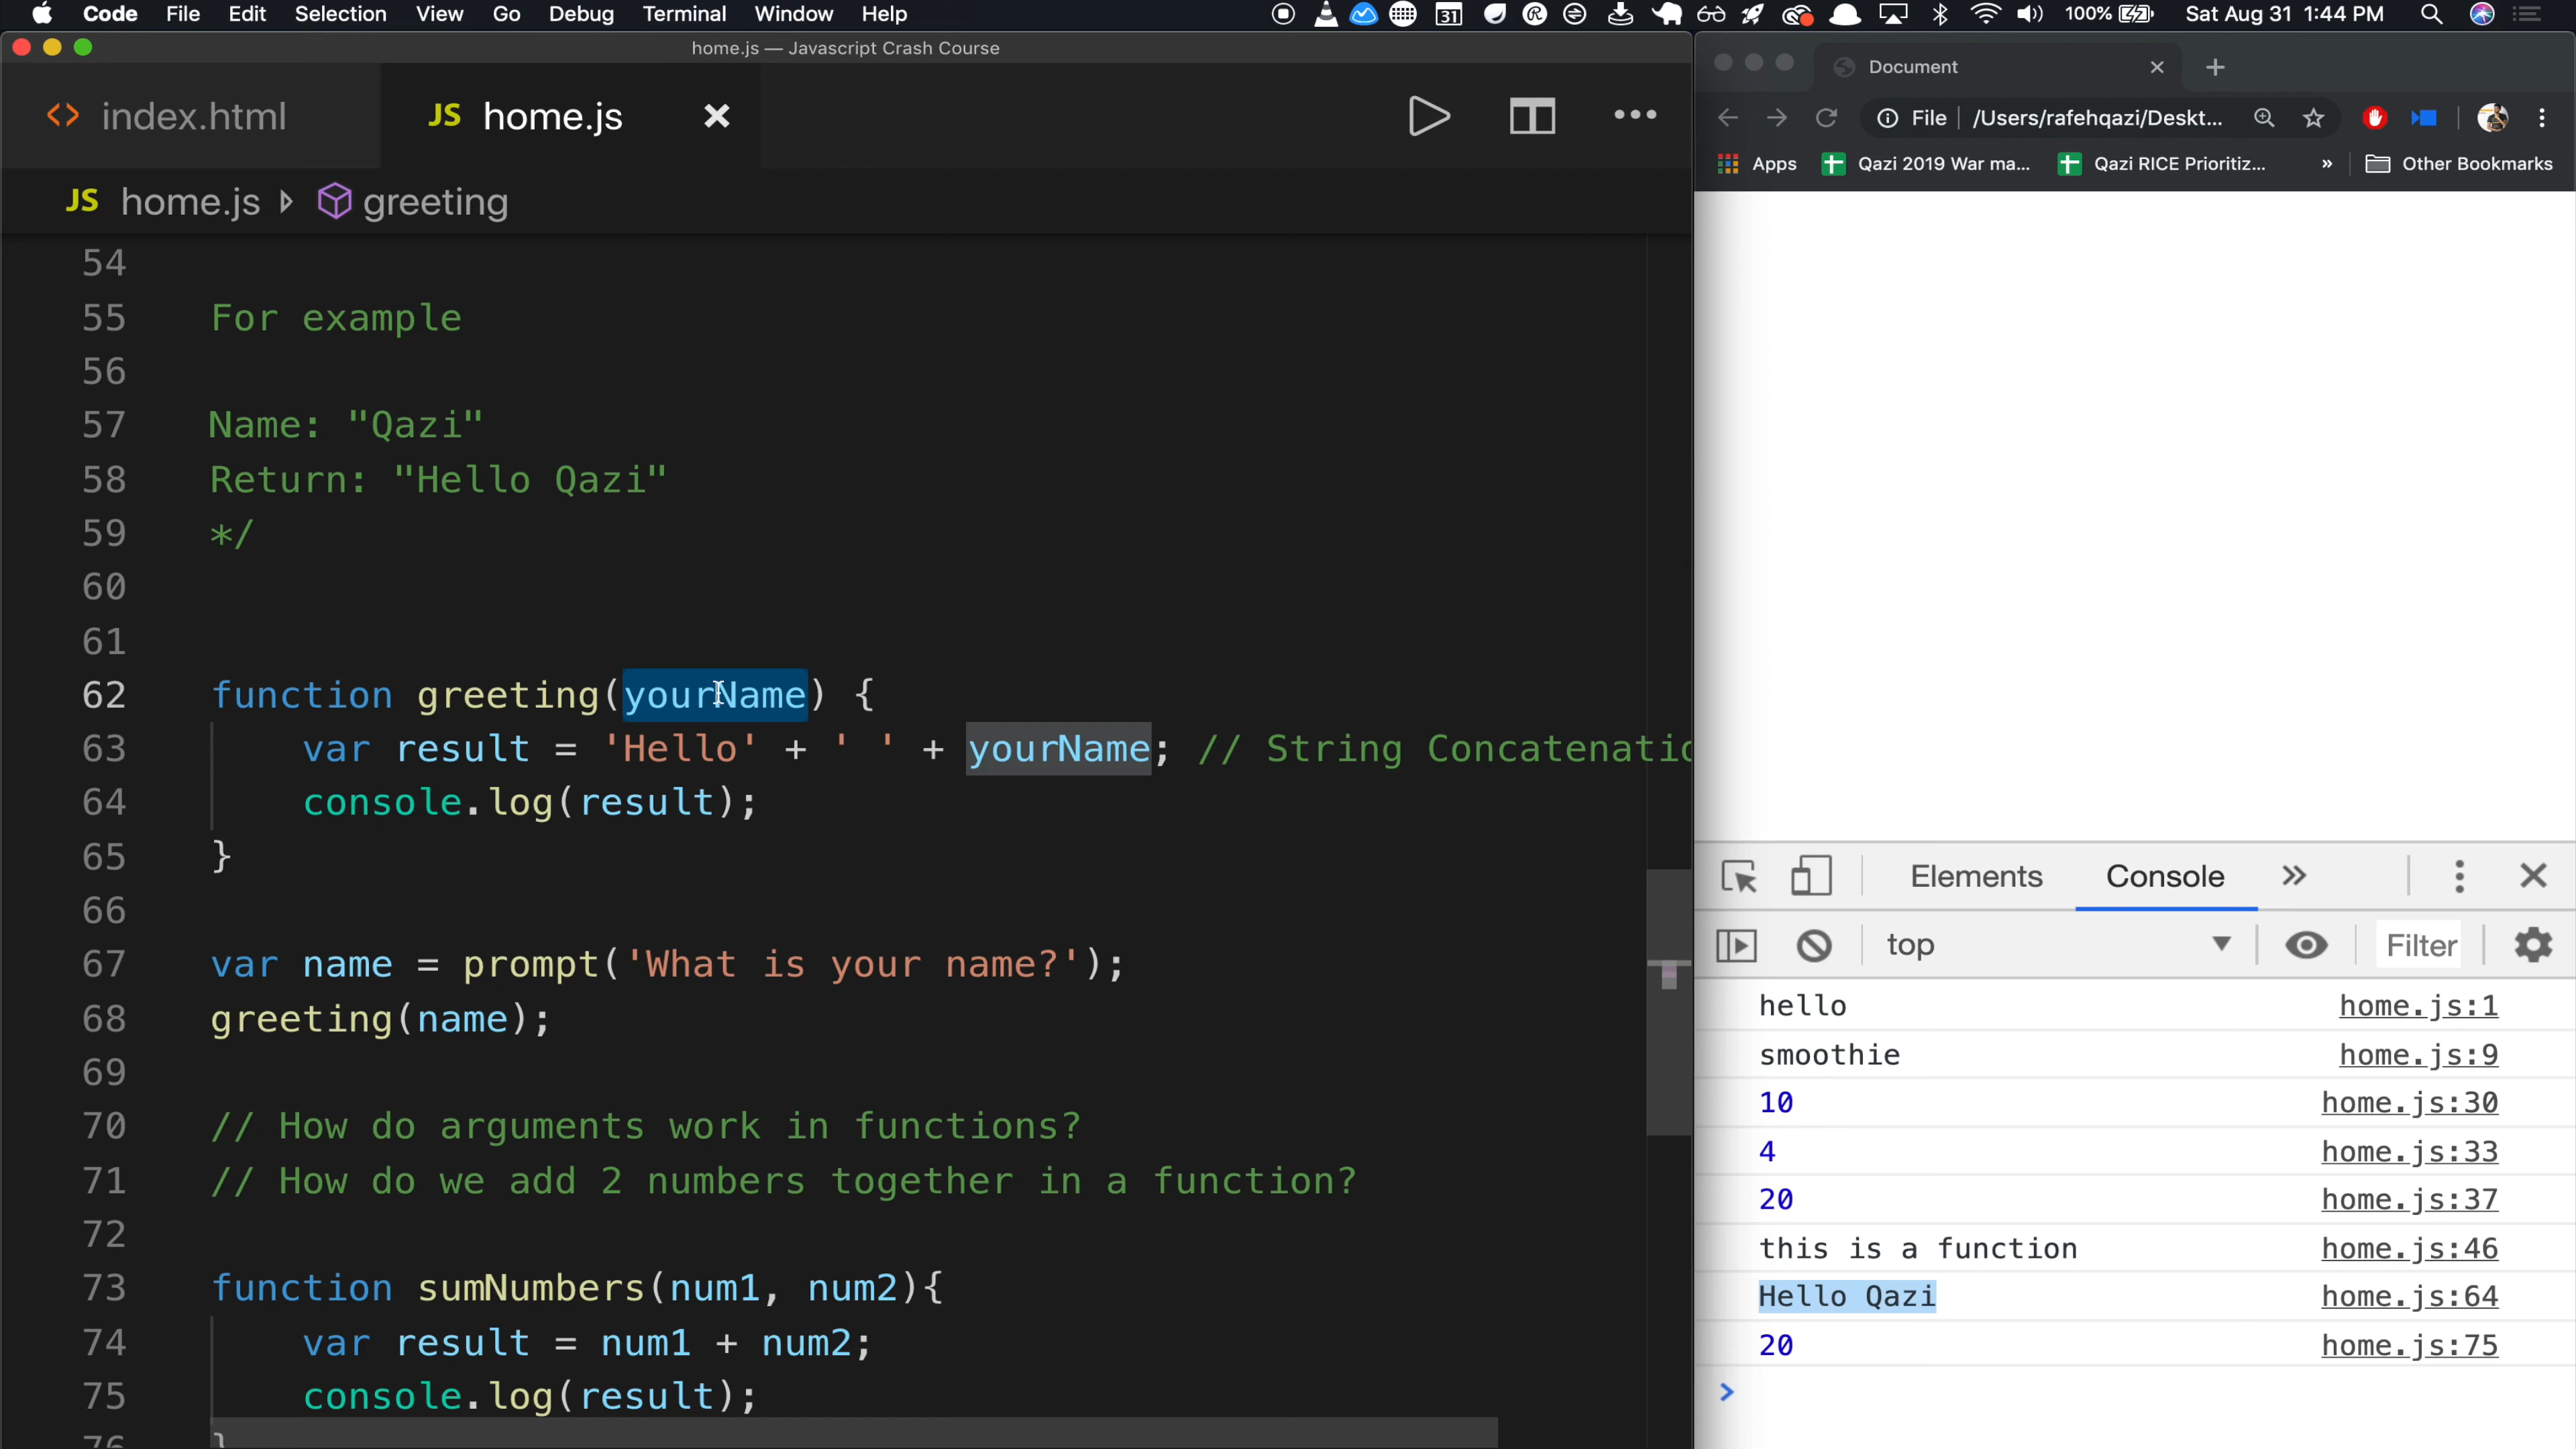 Code File Edit Selection View Go Debug Terminal Window Help 31 100% Sat Aug 31 1:44 PM
home.js — Javascript Crash Course
<> index.html JS home.js
JS home.js greeting
54
55 For example
56
57 Name: "Qazi"
58 Return: "Hello Qazi"
59 */
60
61
62 function greeting(yourName) {
63 var result = 'Hello' + ' ' + yourName; // String Concatenatio
64 console.log(result);
65 }
66
67 var name = prompt('What is your name?');
68 greeting(name);
69
70 // How do arguments work in functions?
71 // How do we add 2 numbers together in a function?
72
73 function sumNumbers(num1, num2){
74 var result = num1 + num2;
75 console.log(result);
76 }
Document
File /Users/rafehqazi/Deskt...
Apps Qazi 2019 War ma... Qazi RICE Prioritiz... » Other Bookmarks
Elements Console
top Filter
hello home.js:1
smoothie home.js:9
10 home.js:30
4 home.js:33
20 home.js:37
this is a function home.js:46
Hello Qazi home.js:64
20 home.js:75
>